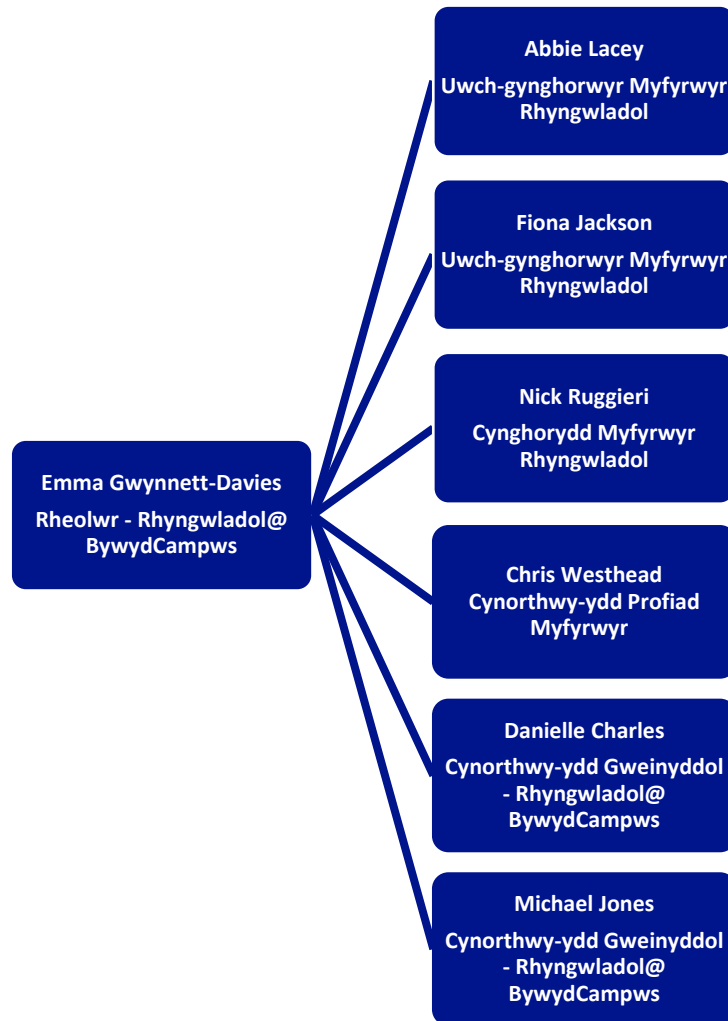 Abbie Lacey
Uwch-gynghorwyr Myfyrwyr
Rhyngwladol
Fiona Jackson
Uwch-gynghorwyr Myfyrwyr
Rhyngwladol
Nick Ruggieri
Cynghorydd Myfyrwyr
Rhyngwladol
Emma Gwynnett-Davies
Rheolwr - Rhyngwladol@
BywydCampws
Chris Westhead
Cynorthwy-ydd Profiad
Myfyrwyr
Danielle Charles
Cynorthwy-ydd Gweinyddol
- Rhyngwladol@
BywydCampws
Michael Jones
Cynorthwy-ydd Gweinyddol
- Rhyngwladol@
BywydCampws